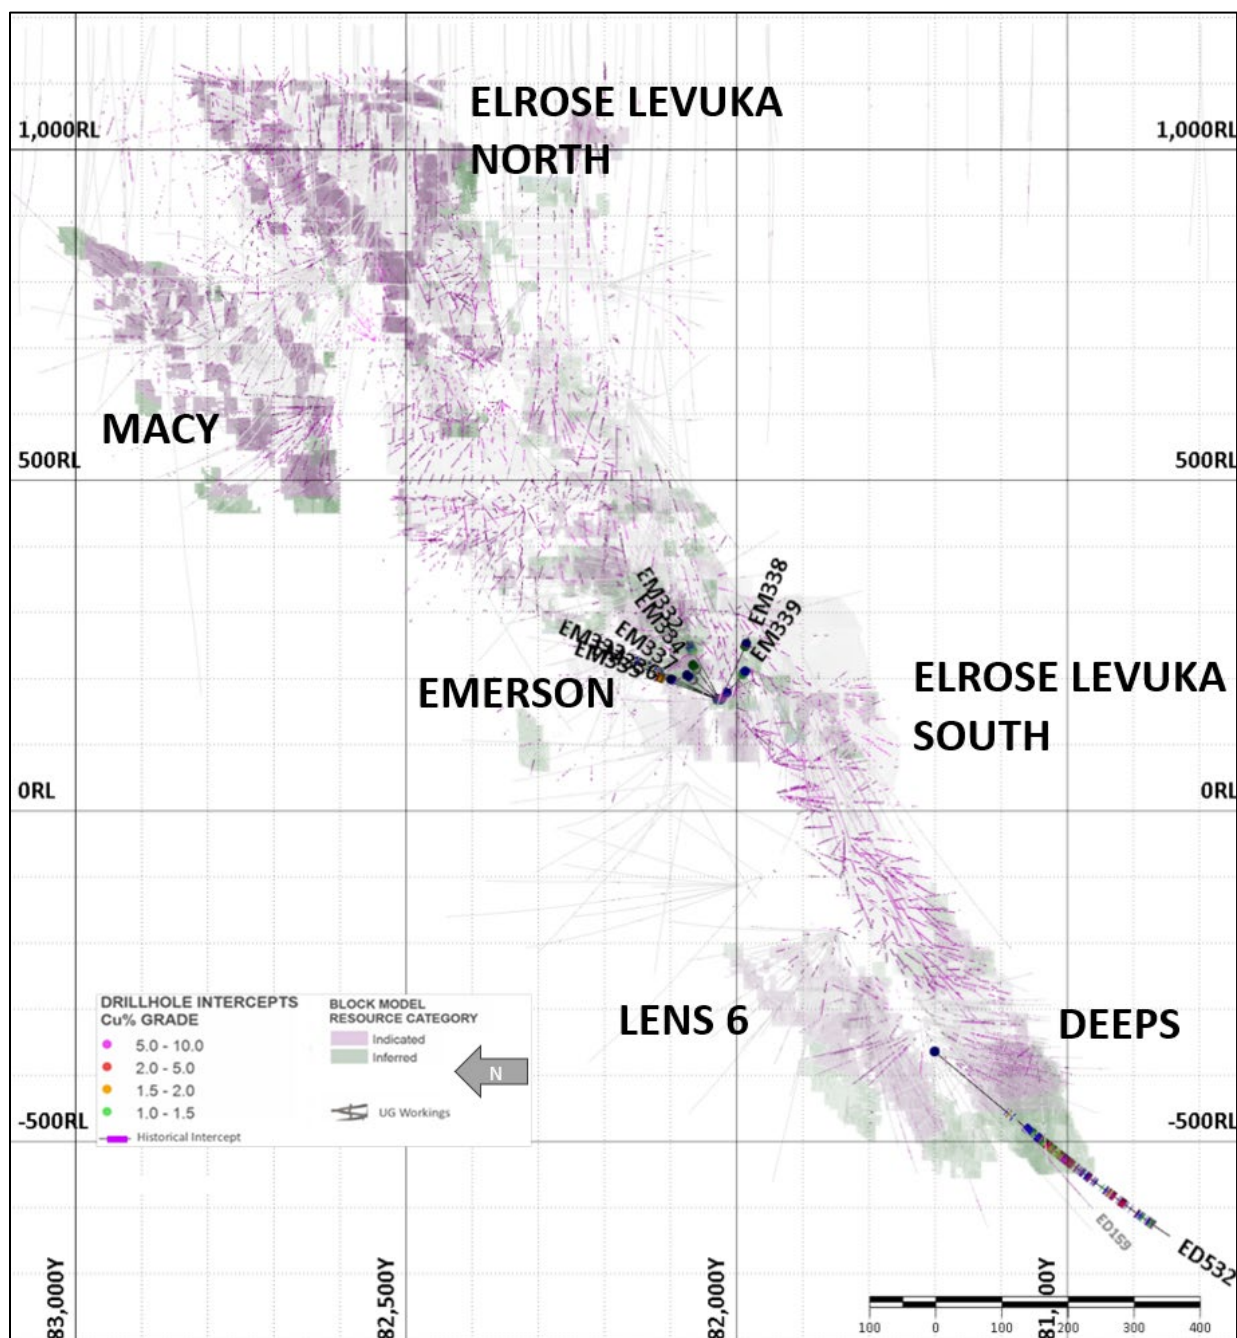 ELROSE LEVUKA
NORTH
1,000RL
1,000RL
MACY
500RL
500RL
EM338
EM339
EM332
EM334
EM337
EMERSON
ELROSE LEVUKA
SOUTH
0RL
0RL
LENS 6
DEEPS
DRILLHOLE INTERCEPTS
Cu% GRADE
5.0 - 10.0
2.0 - 5.0
1.5 - 2.0
1.0 - 1.5
Historical Intercept
BLOCK MODEL
RESOURCE CATEGORY
Indicated
Inferred
N
UG Workings
-500RL
-500RL
ED159
ED532
83,000Y
82,500Y
82,000Y
100 0 100 200 300 400